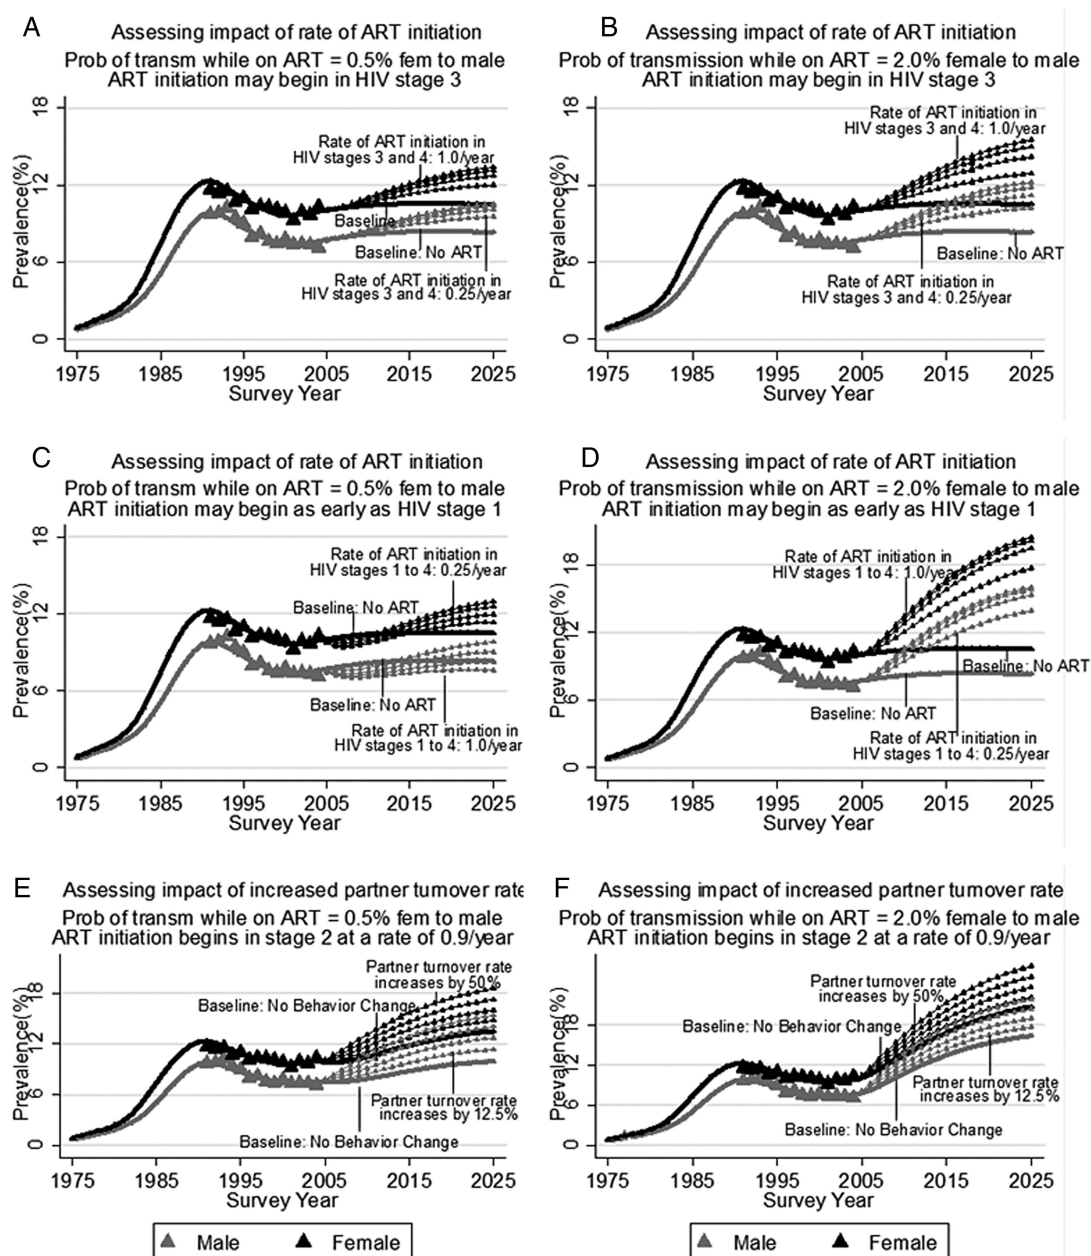 A
Assessing impact of rate of ART initiation
Prob of transm while on ART = 0.5% fem to male
ART initiation may begin in HIV stage 3
Prevalence(%)
18
12
6
0
Rate of ART initiation in
HIV stages 3 and 4: 1.0/year
Baseline
Baseline: No ART
Rate of ART initiation in
HIV stages 3 and 4: 0.25/year
1975 1985 1995 2005 2015 2025
Survey Year
B
Assessing impact of rate of ART initiation
Prob of transmission while on ART = 2.0% female to male
ART initiation may begin in HIV stage 3
Prevalence(%)
18
12
6
0
Rate of ART initiation in
HIV stages 3 and 4: 1.0/year
Baseline: No ART
Rate of ART initiation in
HIV stages 3 and 4: 0.25/year
1975 1985 1995 2005 2015 2025
Survey Year
C
Assessing impact of rate of ART initiation
Prob of transm while on ART = 0.5% fem to male
ART initiation may begin as early as HIV stage 1
Prevalence(%)
18
12
6
0
Rate of ART initiation in
HIV stages 1 to 4: 0.25/year
Baseline: No ART
Baseline: No ART
Rate of ART initiation in
HIV stages 1 to 4: 1.0/year
1975 1985 1995 2005 2015 2025
Survey Year
D
Assessing impact of rate of ART initiation
Prob of transmission while on ART = 2.0% female to male
ART initiation may begin as early as HIV stage 1
Prevalence(%)
18
12
6
0
Rate of ART initiation in
HIV stages 1 to 4: 1.0/year
Baseline: No ART
Baseline: No ART
Rate of ART initiation in
HIV stages 1 to 4: 0.25/year
1975 1985 1995 2005 2015 2025
Survey Year
E
Assessing impact of increased partner turnover rate
Prob of transm while on ART = 0.5% fem to male
ART initiation begins in stage 2 at a rate of 0.9/year
Prevalence(%)
18
12
6
0
Partner turnover rate
increases by 50%
Baseline: No Behavior Change
Partner turnover rate
increases by 12.5%
Baseline: No Behavior Change
1975 1985 1995 2005 2015 2025
Survey Year
Male Female
F
Assessing impact of increased partner turnover rate
Prob of transmission while on ART = 2.0% female to male
ART initiation begins in stage 2 at a rate of 0.9/year
Prevalence(%)
18
12
6
0
Partner turnover rate
increases by 50%
Baseline: No Behavior Change
Partner turnover rate
increases by 12.5%
Baseline: No Behavior Change
1975 1985 1995 2005 2015 2025
Survey Year
Male Female